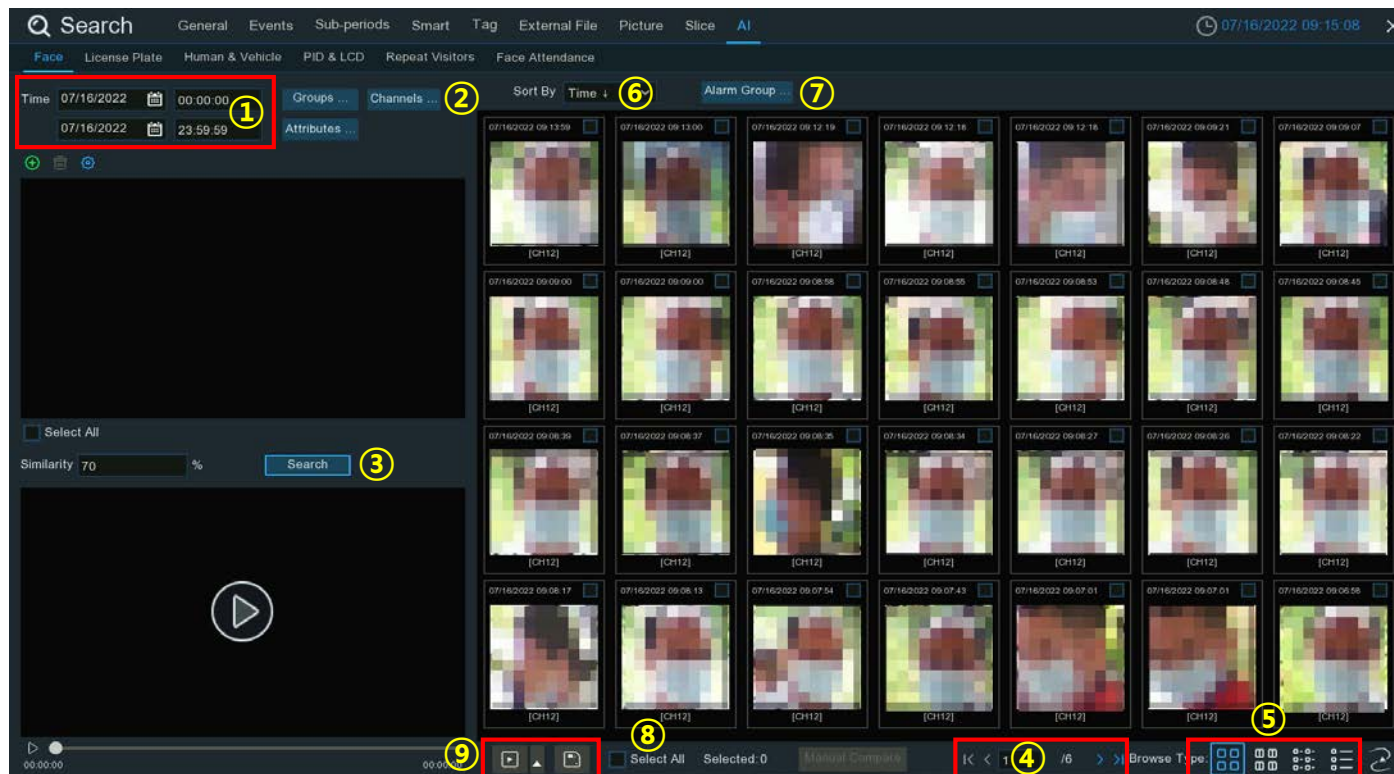 Search General Events Sub-periods Smart Tag External File Picture Slice AI 07/16/2022 09:15:08
Face License Plate Human & Vehicle PID & LCD Repeat Visitors Face Attendance
Time 07/16/2022 00:00:00 ① Groups ... Channels ... ② Sort By Time ↓ ⑥ Alarm Group ... ⑦
07/16/2022 23:59:59 Attributes ...
07/16/2022 09:13:59 07/16/2022 09:13:00 07/16/2022 09:12:19 07/16/2022 09:12:18 07/16/2022 09:12:18 07/16/2022 09:09:21 07/16/2022 09:09:07
[CH12] [CH12] [CH12] [CH12] [CH12] [CH12] [CH12]
07/16/2022 09:09:00 07/16/2022 09:09:00 07/16/2022 09:08:58 07/16/2022 09:08:55 07/16/2022 09:08:53 07/16/2022 09:08:48 07/16/2022 09:08:45
[CH12] [CH12] [CH12] [CH12] [CH12] [CH12] [CH12]
Select All
07/16/2022 09:08:39 07/16/2022 09:08:37 07/16/2022 09:08:35 07/16/2022 09:08:34 07/16/2022 09:08:27 07/16/2022 09:08:26 07/16/2022 09:08:22
Similarity 70 % Search ③
[CH12] [CH12] [CH12] [CH12] [CH12] [CH12] [CH12]
07/16/2022 09:08:17 07/16/2022 09:08:13 07/16/2022 09:07:54 07/16/2022 09:07:43 07/16/2022 09:07:01 07/16/2022 09:07:01 07/16/2022 09:06:58
[CH12] [CH12] [CH12] [CH12] [CH12] [CH12] [CH12]
⑧ ⑤
⑨ Select All Selected:0 Manual Compare 1 ④ /6 Browse Type:
00:00:00 00:00:00